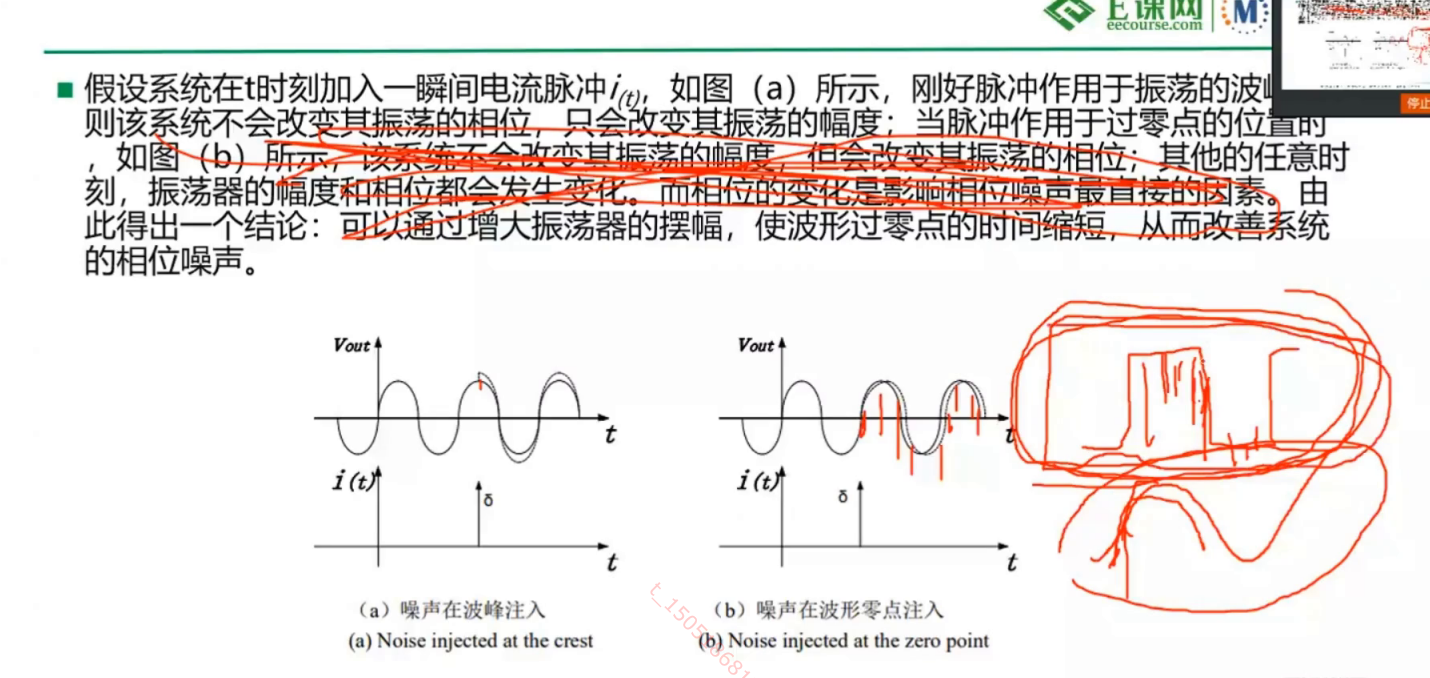 E课网
eecourse.com
M
停止
假设系统在t时刻加入一瞬间电流脉冲i(t)，如图（a）所示，刚好脉冲作用于振荡的波
则该系统不会改变其振荡的相位，只会改变其振荡的幅度；当脉冲作用于过零点的位置时
，如图（b）所示，该系统不会改变其振荡的幅度，但会改变其振荡的相位；其他的任意时
刻，振荡器的幅度和相位都会发生变化。而相位的变化是影响相位噪声最直接的因素。由
此得出一个结论：可以通过增大振荡器的摆幅，使波形过零点的时间缩短，从而改善系统
的相位噪声。
Vout
t
i(t)
δ
t
Vout
t
i(t)
δ
t
（a）噪声在波峰注入
(a) Noise injected at the crest
（b）噪声在波形零点注入
(b) Noise injected at the zero point